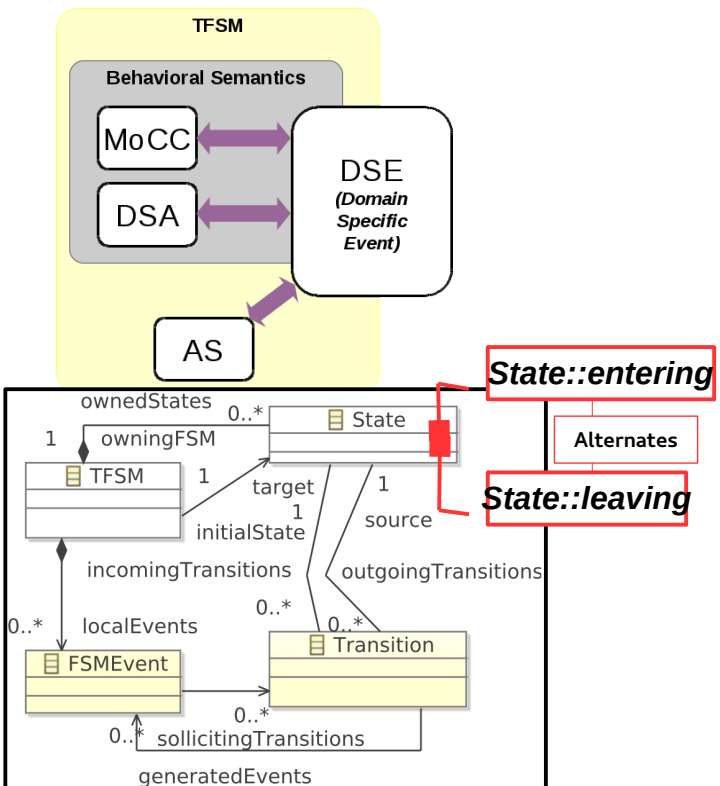 TFSM
Behavioral Semantics
MoCC
DSA
DSE
(Domain
Specific
Event)
AS
State::entering
Alternates
State::leaving
ownedStates
0..*
State
1
owningFSM
TFSM
1
target
1
1
source
initialState
incomingTransitions
outgoingTransitions
0..*
0..*
0..*
localEvents
FSMEvent
Transition
0..*
0..*
sollicitingTransitions
generatedEvents